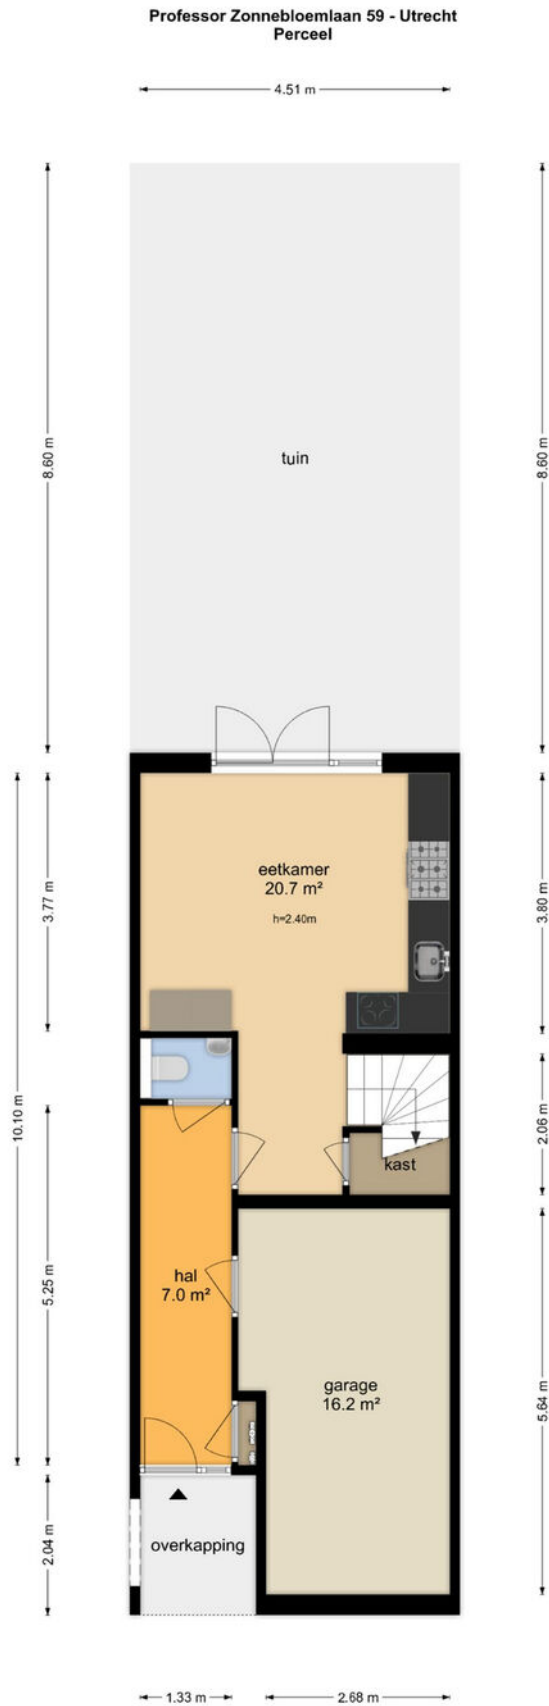 Professor Zonnebloemlaan 59 - Utrecht
Perceel
4.51 m
8.60 m
8.60 m
tuin
eetkamer
20.7 m²
h=2.40m
3.77 m
3.80 m
10.10 m
2.06 m
kast
5.25 m
hal
7.0 m²
garage
16.2 m²
5.64 m
2.04 m
overkapping
1.33 m
2.68 m